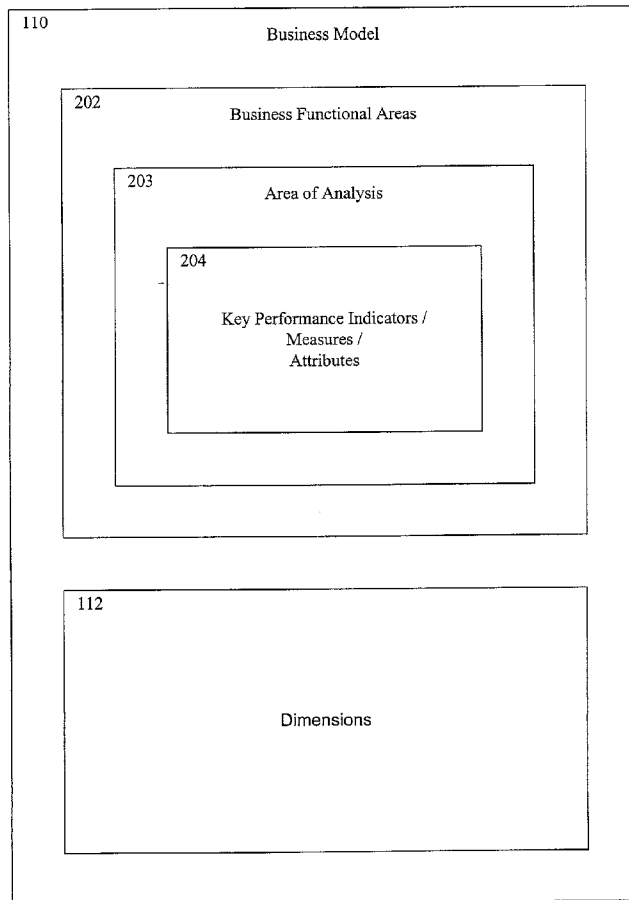 110
Business Model
202
Business Functional Areas
203
Area of Analysis
204
Key Performance Indicators /
Measures /
Attributes
112
Dimensions